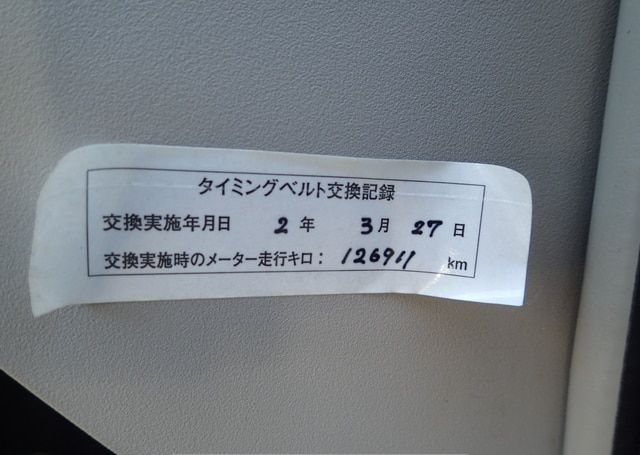 タイミングベルト交換記録
交換実施年月日 2 年 3 月 27 日
交換実施時のメーター走行キロ: 126911 km